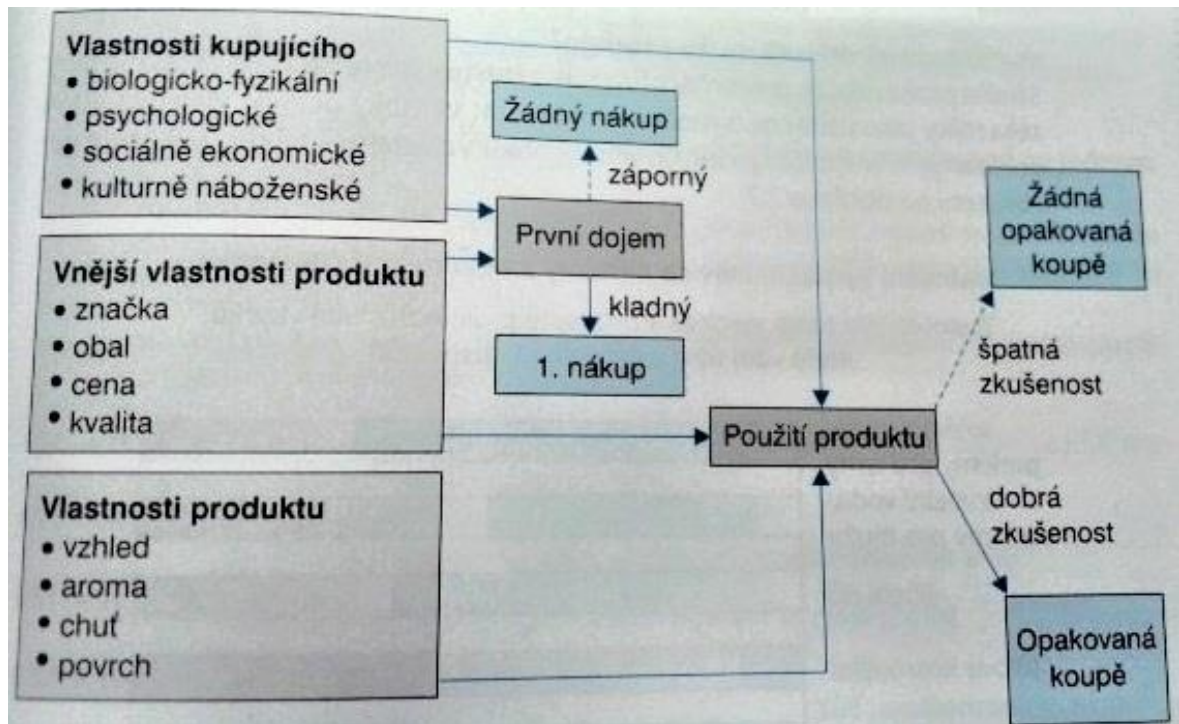 Vlastnosti kupujícího
• biologicko-fyzikální
• psychologické
• sociálně ekonomické
• kulturně náboženské
Vnější vlastnosti produktu
• značka
• obal
• cena
• kvalita
Vlastnosti produktu
• vzhled
• aroma
• chuť
• povrch
Žádný nákup
záporný
První dojem
kladný
1. nákup
Použití produktu
Žádná
opakovaná
koupě
špatná
zkušenost
dobrá
zkušenost
Opakovaná
koupě